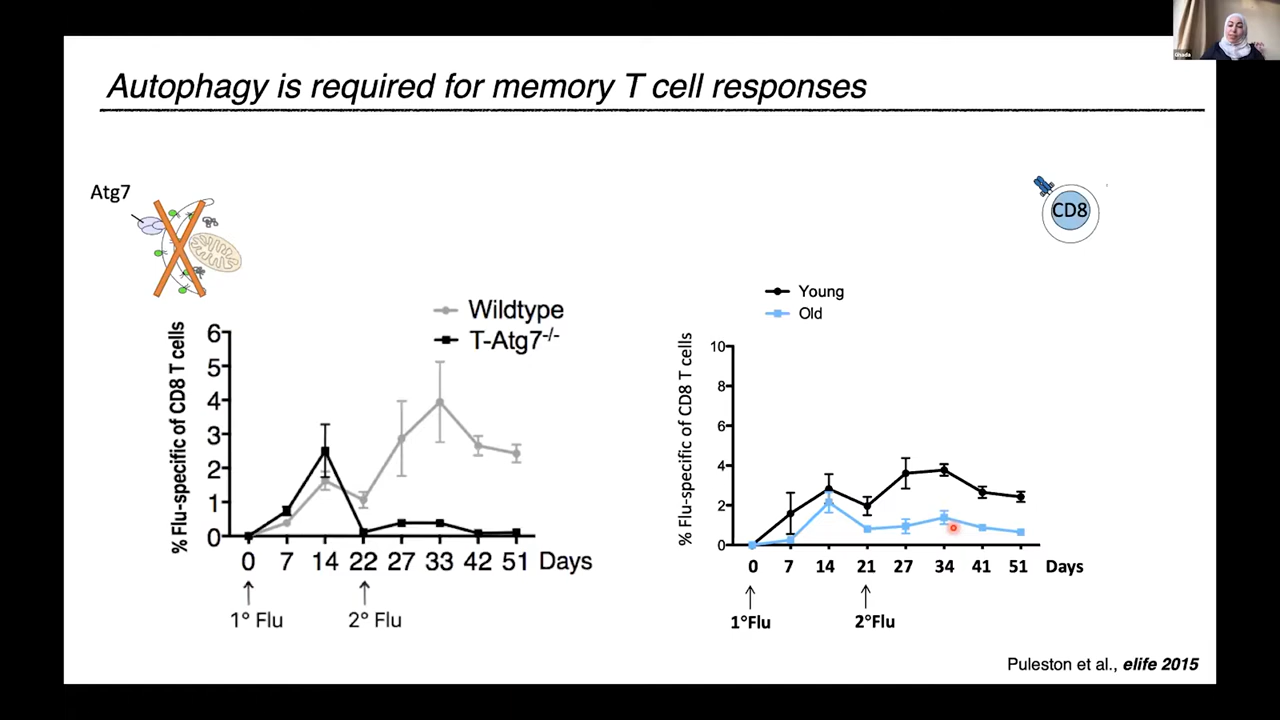 Autophagy is required for memory T cell responses
Atg7
CD8
Wildtype
T-Atg7-/-
% Flu-specific of CD8 T cells
6
5
4
3
2
1
0
0 7 14 22 27 33 42 51 Days
1° Flu 2° Flu
Young
Old
% Flu-specific of CD8 T cells
10
8
6
4
2
0
0 7 14 21 27 34 41 51 Days
1°Flu 2°Flu
Puleston et al., elife 2015
Ghada